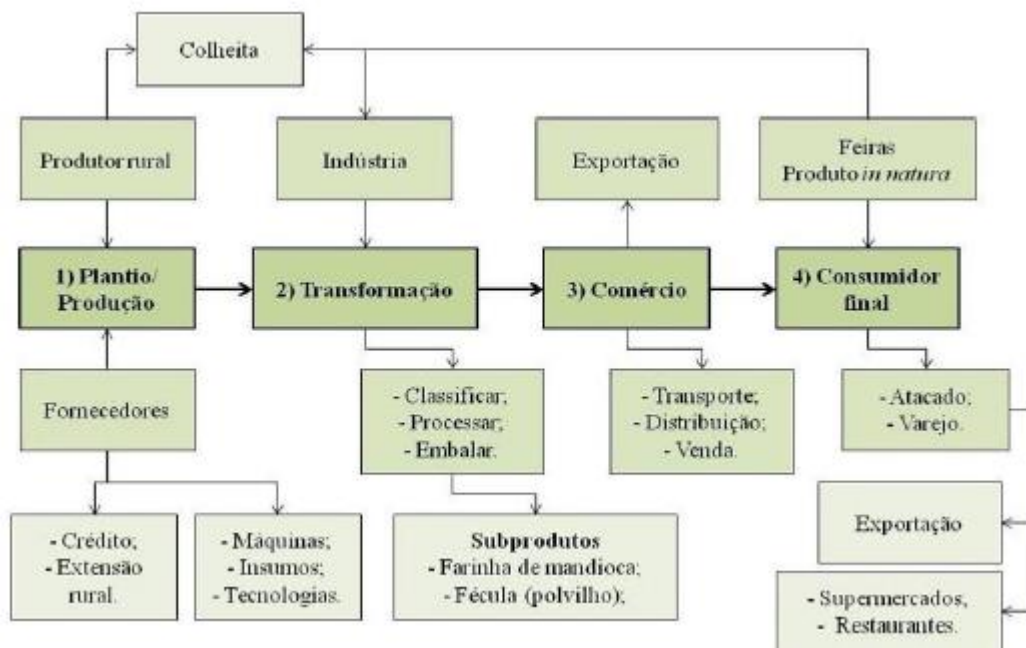 Colheita
Produtor rural
Indústria
Exportação
Feiras
Produto in natura
1) Plantio/
Produção
2) Transformação
3) Comércio
4) Consumidor
final
Fornecedores
- Classificar;
- Processar;
- Embalar.
- Transporte;
- Distribuição;
- Venda.
- Atacado;
- Varejo.
- Crédito;
- Extensão
rural.
- Máquinas;
- Insumos;
- Tecnologias.
Subprodutos
- Farinha de mandioca;
- Fécula (polvilho);
Exportação
- Supermercados,
- Restaurantes.